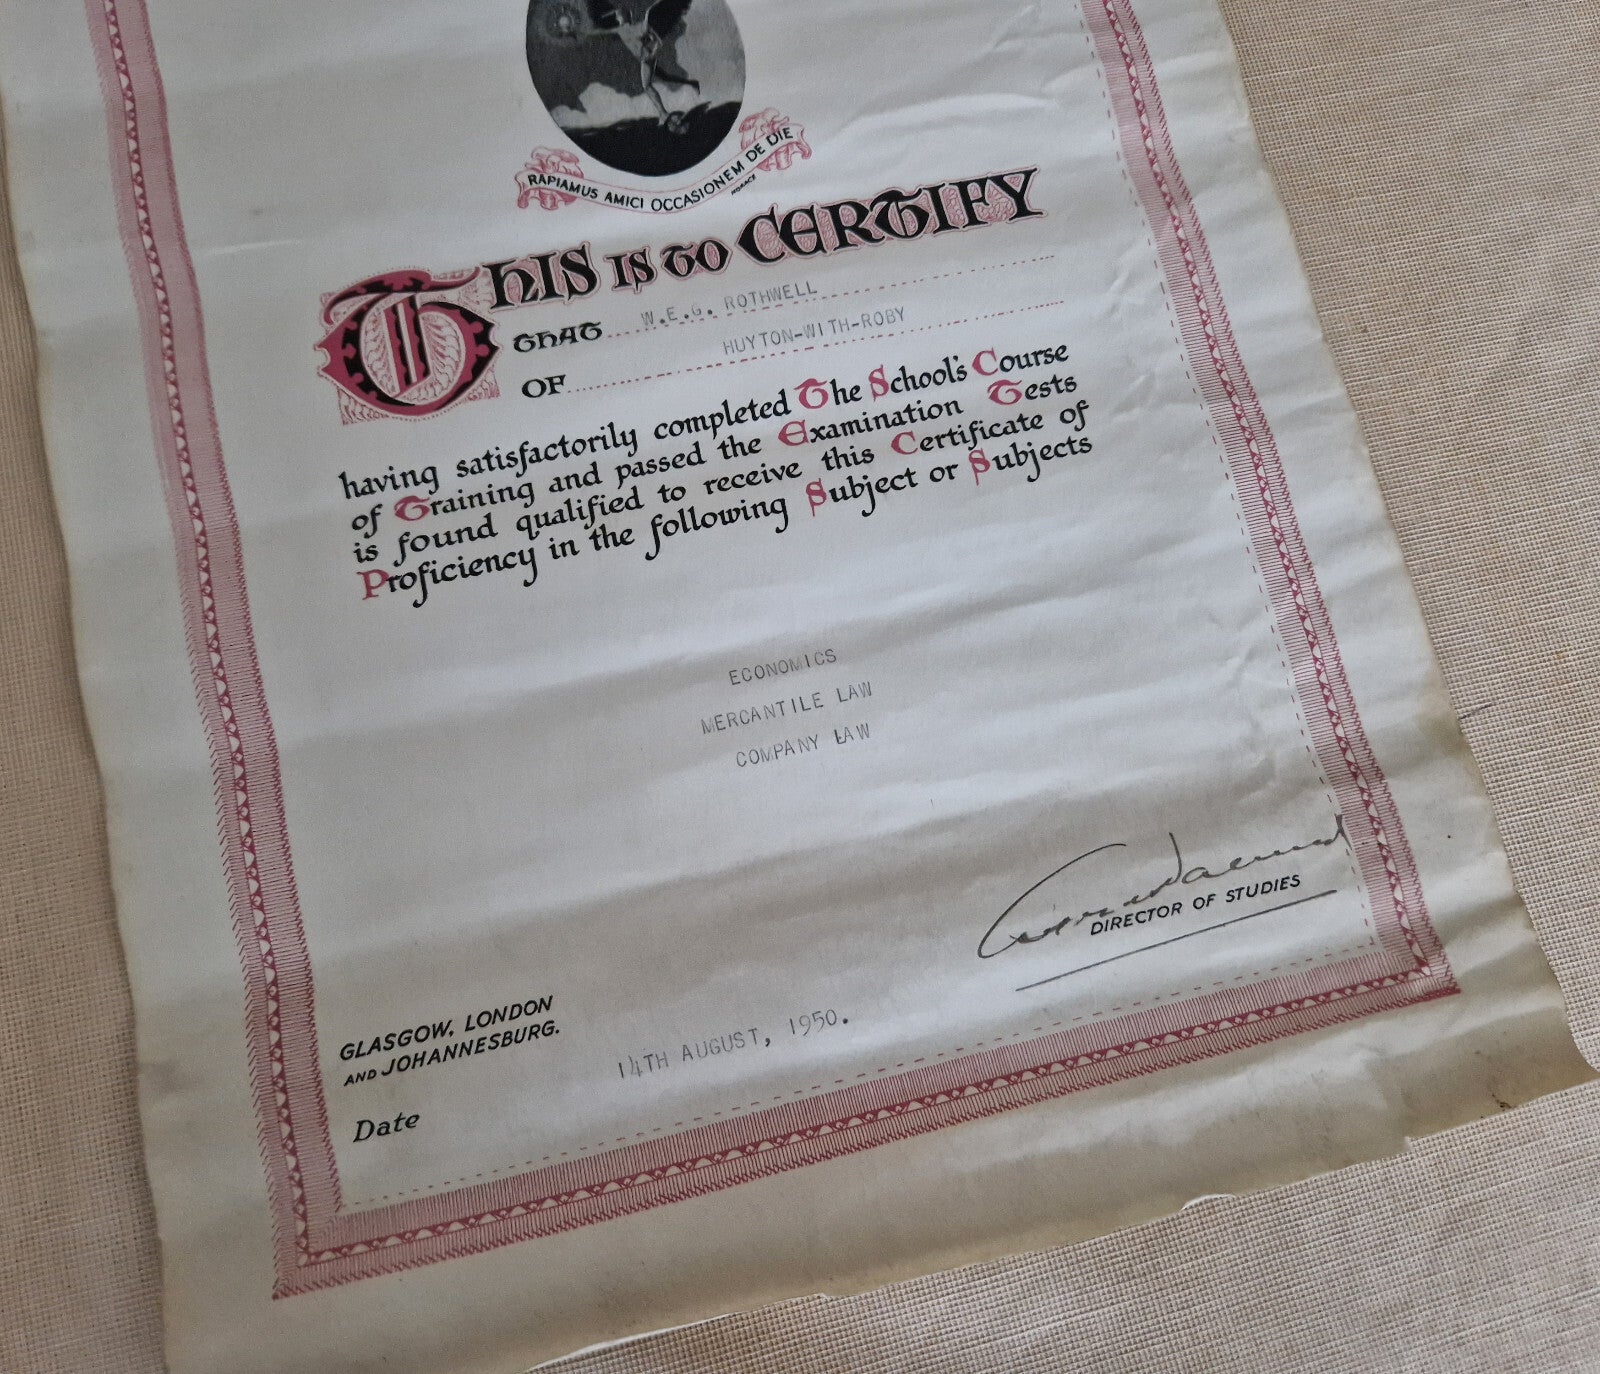 RAPIAMUS AMICI OCCASIONEM DE DIE
HORACE
THIS IS TO CERTIFY
THAT W.E.G. ROTHWELL
OF HUYTON-WITH-ROBY
having satisfactorily completed The School's Course
of Training and passed the Examination Tests
is found qualified to receive this Certificate of
Proficiency in the following Subject or Subjects
ECONOMICS
MERCANTILE LAW
COMPANY LAW
DIRECTOR OF STUDIES
GLASGOW, LONDON
AND JOHANNESBURG.
14TH AUGUST, 1950.
Date